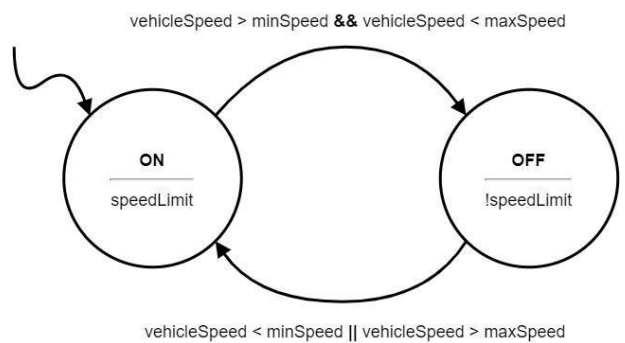 vehicleSpeed > minSpeed && vehicleSpeed < maxSpeed
ON
speedLimit
OFF
!speedLimit
vehicleSpeed < minSpeed || vehicleSpeed > maxSpeed